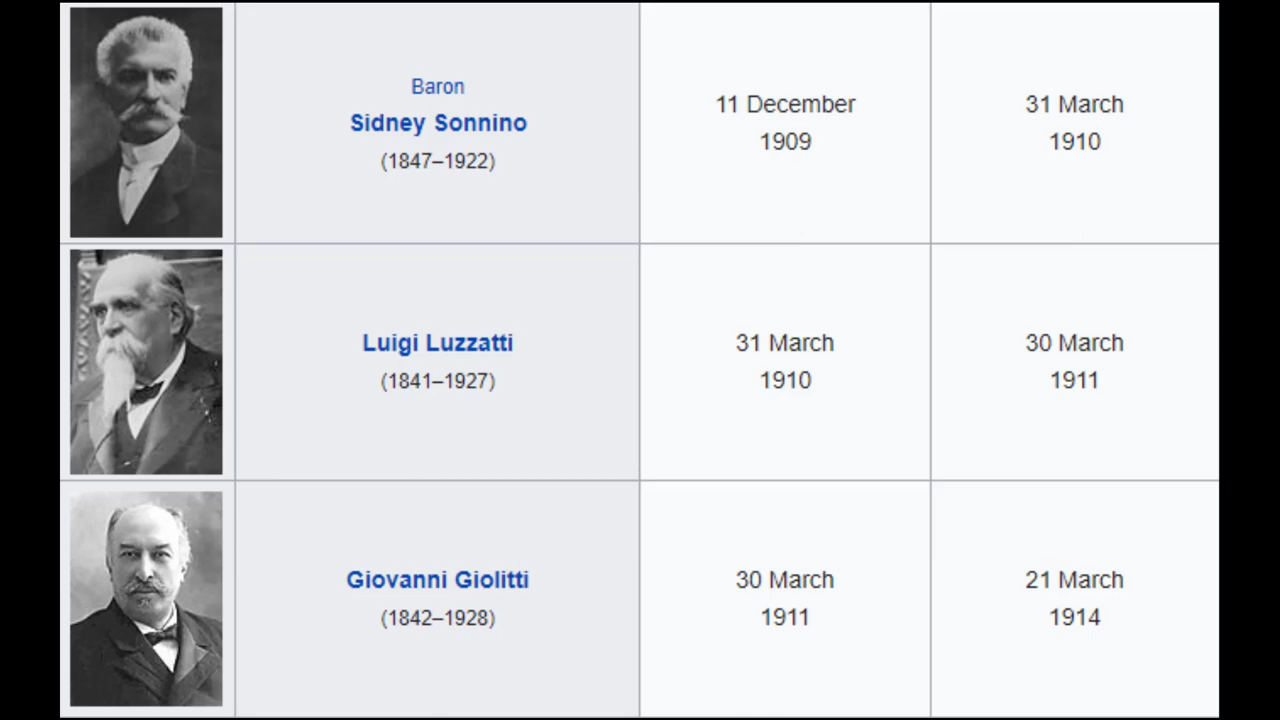 Baron
Sidney Sonnino
(1847–1922)
11 December
1909
31 March
1910
Luigi Luzzatti
(1841–1927)
31 March
1910
30 March
1911
Giovanni Giolitti
(1842–1928)
30 March
1911
21 March
1914